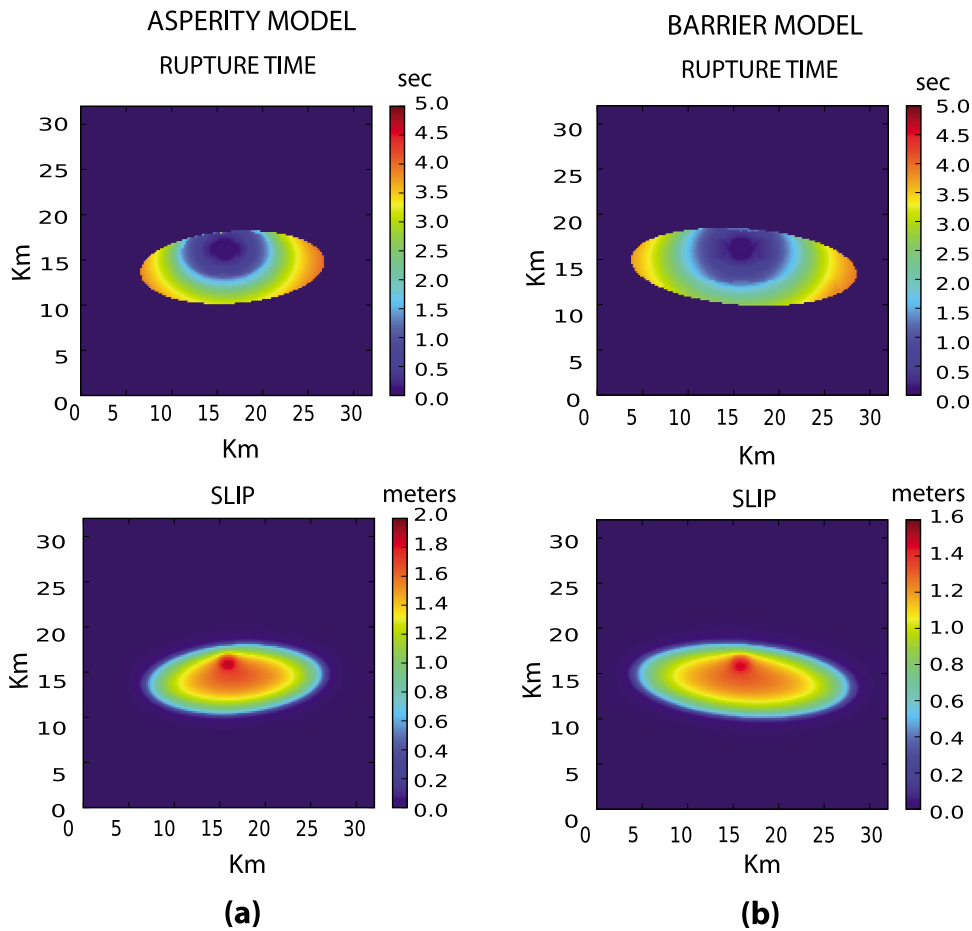 ASPERITY MODEL
RUPTURE TIME
sec
5.0
4.5
4.0
3.5
3.0
2.5
2.0
1.5
1.0
0.5
0.0
30
25
20
15
10
5
0
Km
0 5 10 15 20 25 30
Km
BARRIER MODEL
RUPTURE TIME
sec
5.0
4.5
4.0
3.5
3.0
2.5
2.0
1.5
1.0
0.5
0.0
30
25
20
15
10
5
0
Km
0 5 10 15 20 25 30
Km
SLIP
meters
2.0
1.8
1.6
1.4
1.2
1.0
0.8
0.6
0.4
0.2
0.0
30
25
20
15
10
5
0
Km
0 5 10 15 20 25 30
Km
(a)
SLIP
meters
1.6
1.4
1.2
1.0
0.8
0.6
0.4
0.2
0.0
30
25
20
15
10
5
0
Km
0 5 10 15 20 25 30
Km
(b)